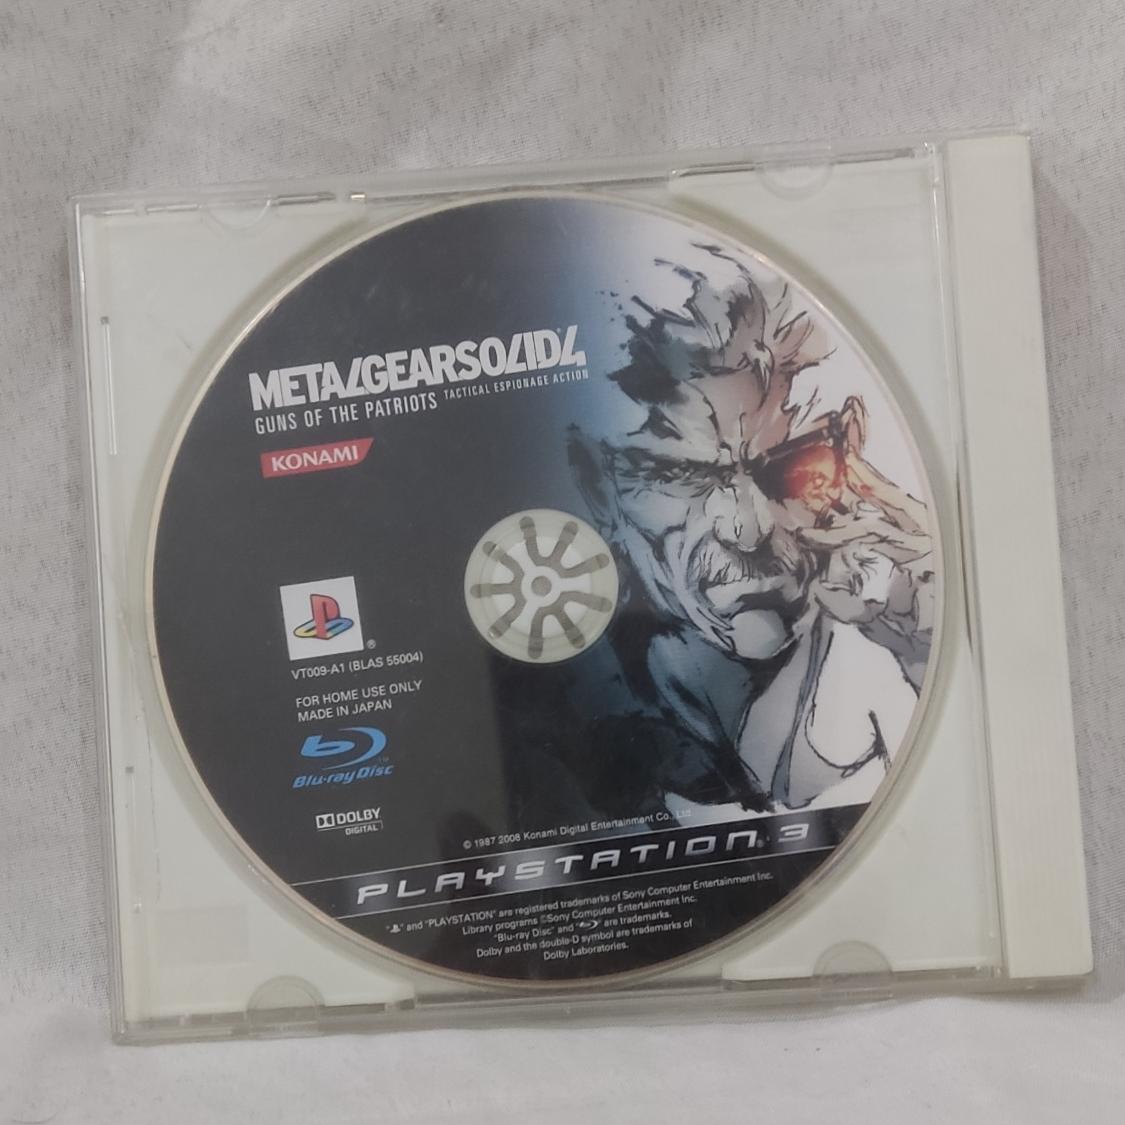 METAL GEAR SOLID 4
GUNS OF THE PATRIOTS TACTICAL ESPIONAGE ACTION
KONAMI
®
VT009-A1 (BLAS 55004)
FOR HOME USE ONLY
MADE IN JAPAN
Blu-ray Disc
DOLBY
DIGITAL
© 1987 2008 Konami Digital Entertainment Co., Ltd.
PLAYSTATION® 3
" " and "PLAYSTATION" are registered trademarks of Sony Computer Entertainment Inc.
Library programs ©Sony Computer Entertainment Inc.
"Blu-ray Disc" and " " are trademarks.
Dolby and the double-D symbol are trademarks of
Dolby Laboratories.